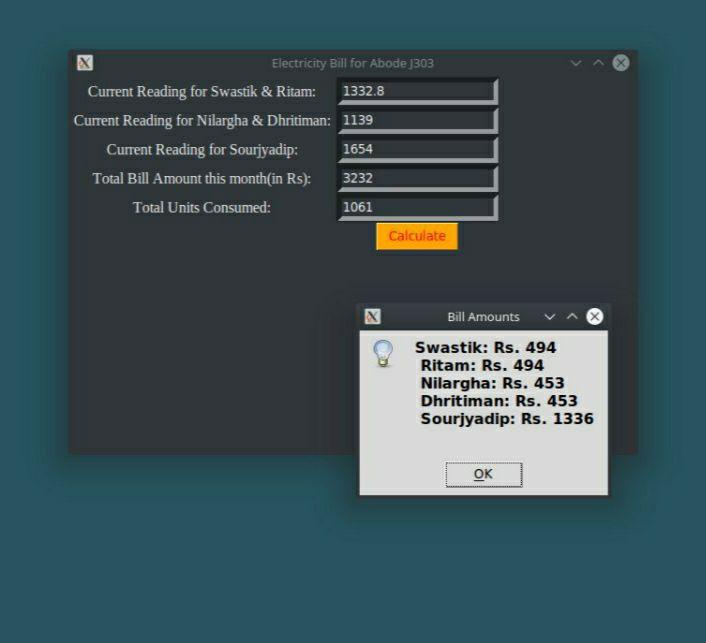 Electricity Bill for Abode J303
Current Reading for Swastik & Ritam: 1332.8
Current Reading for Nilargha & Dhritiman: 1139
Current Reading for Sourjyadip: 1654
Total Bill Amount this month(in Rs): 3232
Total Units Consumed: 1061
Calculate
Bill Amounts
Swastik: Rs. 494
Ritam: Rs. 494
Nilargha: Rs. 453
Dhritiman: Rs. 453
Sourjyadip: Rs. 1336
OK